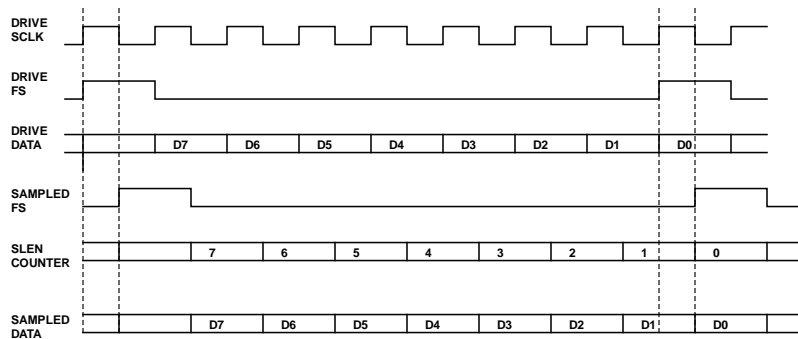 DRIVE
SCLK
DRIVE
FS
DRIVE
DATA
D7 D6 D5 D4 D3 D2 D1 D0
SAMPLED
FS
SLEN
COUNTER
7 6 5 4 3 2 1 0
SAMPLED
DATA
D7 D6 D5 D4 D3 D2 D1 D0